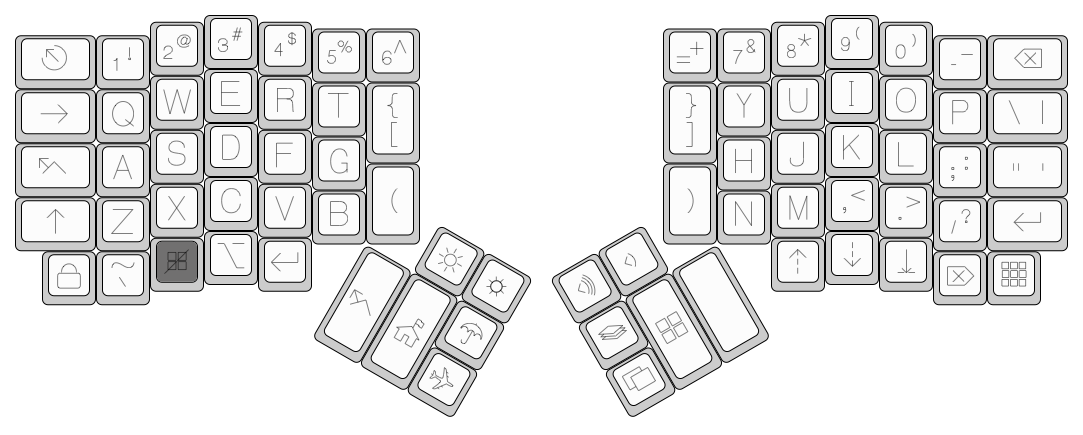 1 !
2 @
3 #
4 $
5 %
6 ^
= +
7 &
8 *
9 (
0 )
- _
Q
W
E
R
T
{
[
}
]
Y
U
I
O
P
\ |
A
S
D
F
G
H
J
K
L
; :
" '
Z
X
C
V
B
(
)
N
M
, <
. >
/ ?
~
`